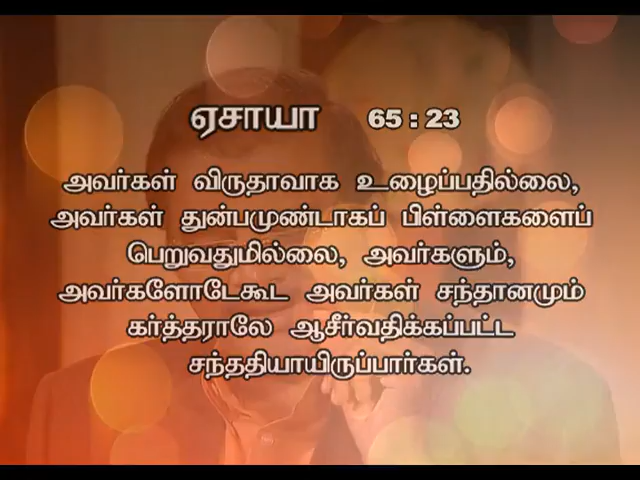 ஏசாயா 65 : 23
அவர்கள் விருதாவாக உழைப்பதில்லை,
அவர்கள் துன்பமுண்டாகப் பிள்ளைகளைப்
பெறுவதுமில்லை, அவர்களும்,
அவர்களோடேகூட அவர்கள் சந்தானமும்
கர்த்தராலே ஆசீர்வதிக்கப்பட்ட
சந்ததியாயிருப்பார்கள்.